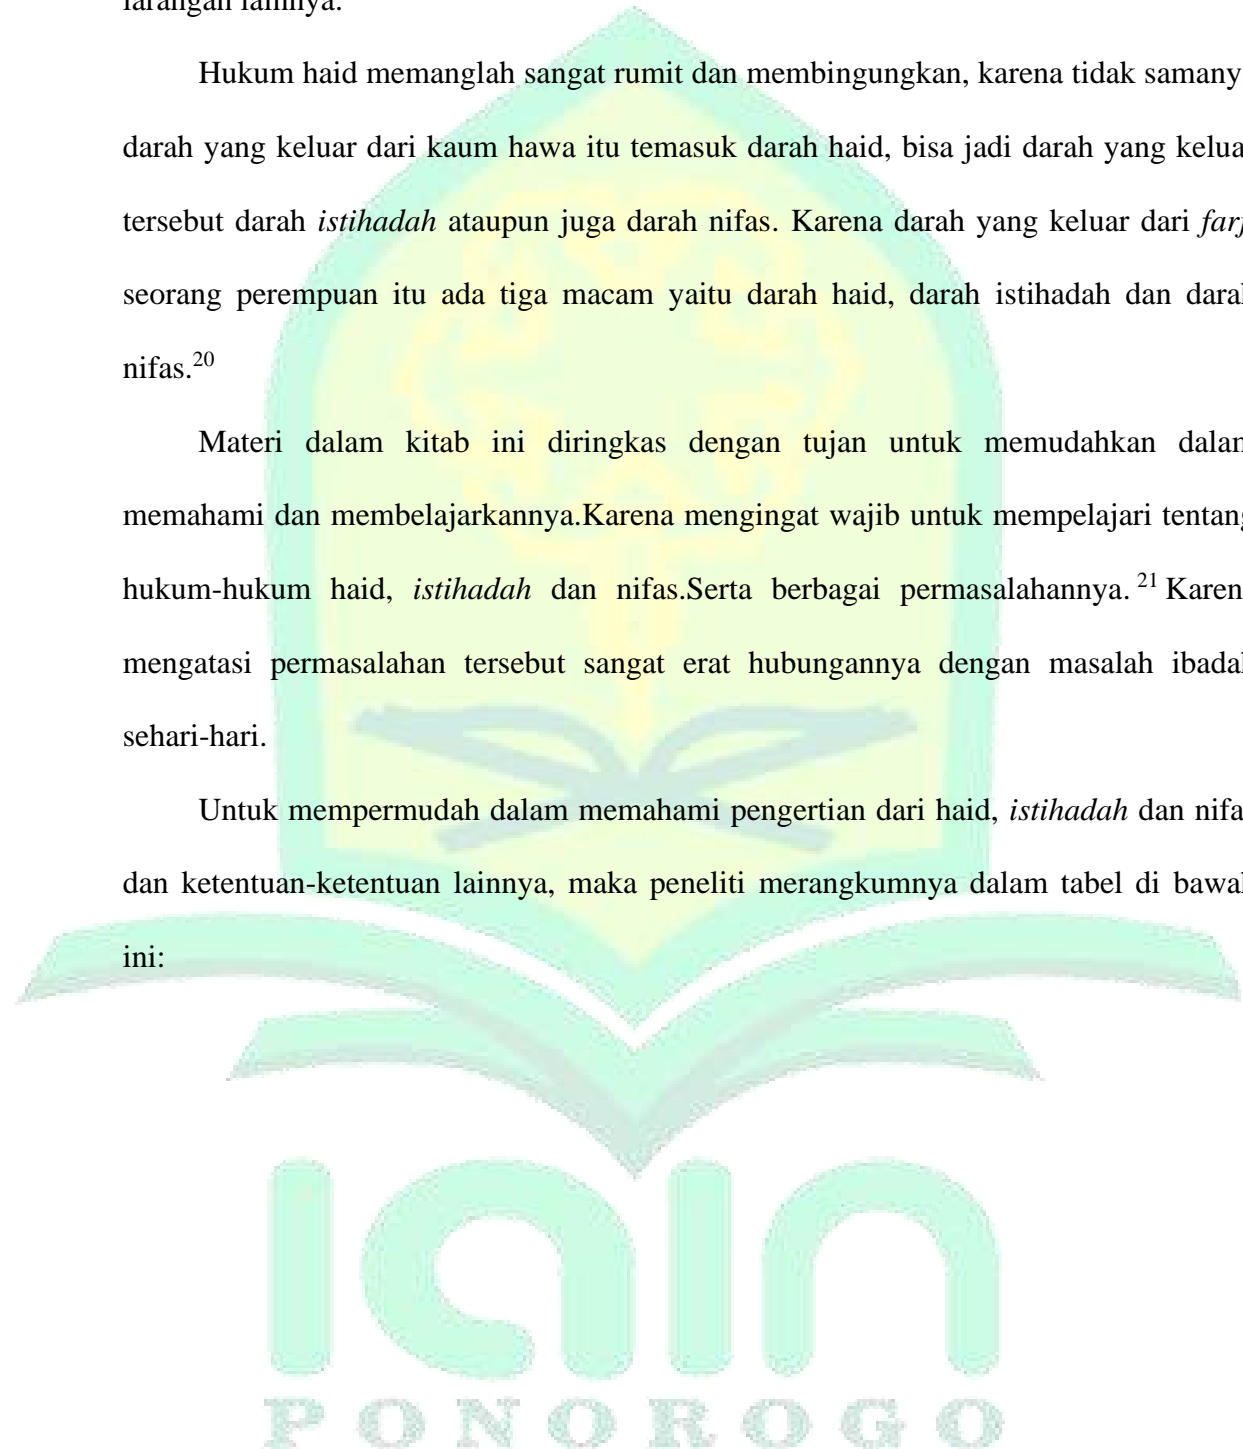 larangan lainnya.
Hukum haid memanglah sangat rumit dan membingungkan, karena tidak samany
darah yang keluar dari kaum hawa itu temasuk darah haid, bisa jadi darah yang kelua
tersebut darah istihadah ataupun juga darah nifas. Karena darah yang keluar dari farj
seorang perempuan itu ada tiga macam yaitu darah haid, darah istihadah dan darah
nifas.20
Materi dalam kitab ini diringkas dengan tujan untuk memudahkan dalam
memahami dan membelajarkannya.Karena mengingat wajib untuk mempelajari tentang
hukum-hukum haid, istihadah dan nifas.Serta berbagai permasalahannya. 21 Karen
mengatasi permasalahan tersebut sangat erat hubungannya dengan masalah ibadah
sehari-hari.
Untuk mempermudah dalam memahami pengertian dari haid, istihadah dan nifa
dan ketentuan-ketentuan lainnya, maka peneliti merangkumnya dalam tabel di bawah
ini:
iain
PONOROGO